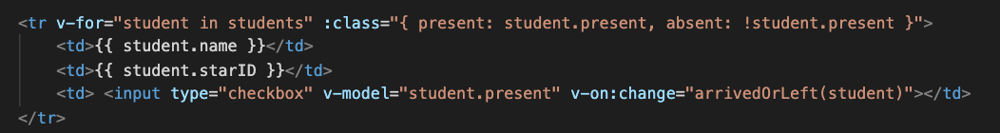 <tr v-for="student in students" :class="{ present: student.present, absent: !student.present }">
    <td>{{ student.name }}</td>
    <td>{{ student.starID }}</td>
    <td> <input type="checkbox" v-model="student.present" v-on:change="arrivedOrLeft(student)"></td>
</tr>